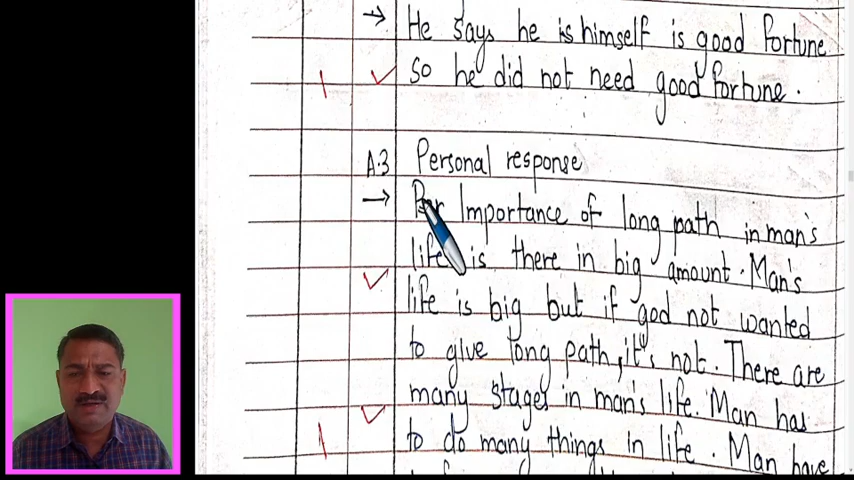 → He says he is himself is good fortune
1 ✓ so he did not need good fortune.
A.3 Personal response
→ Importance of long path in man's
life is there in big amount. Man's
✓ life is big but if god not wanted
to give long path, it's not. There are
✓ many stages in man's life. Man has
1 to do many things in life. Man have